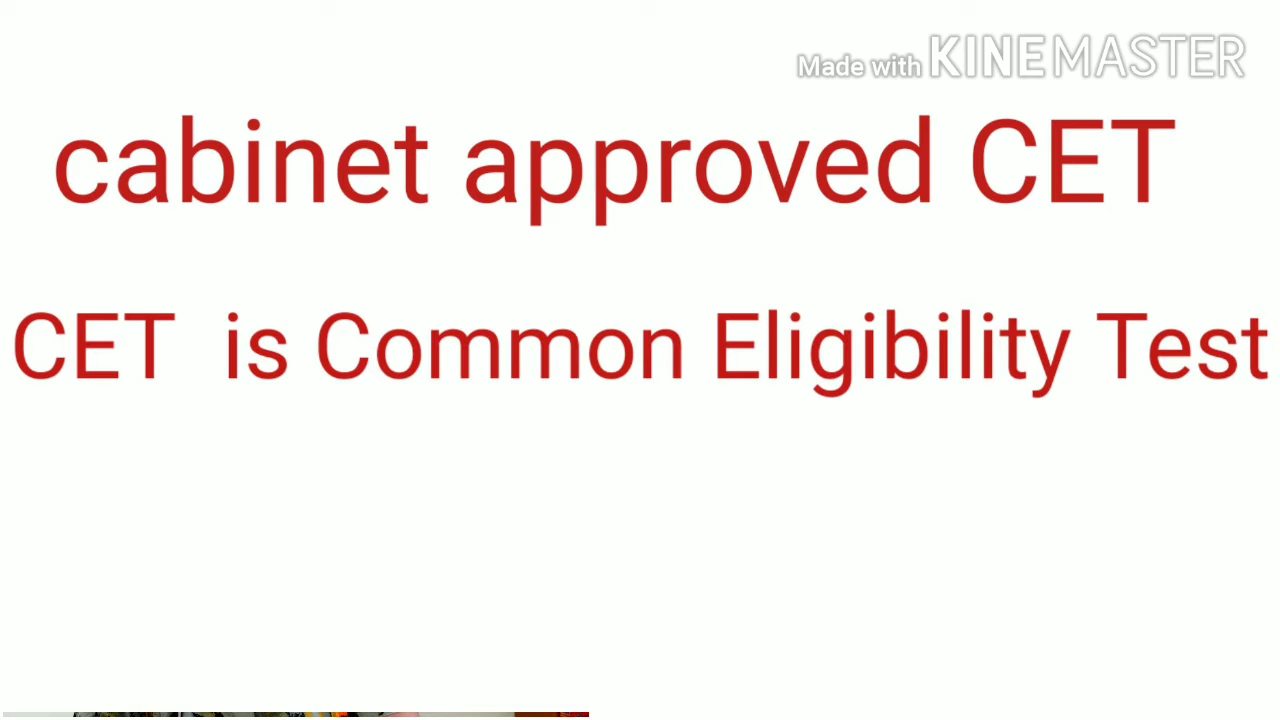 Made with KINEMASTER
cabinet approved CET
CET is Common Eligibility Test